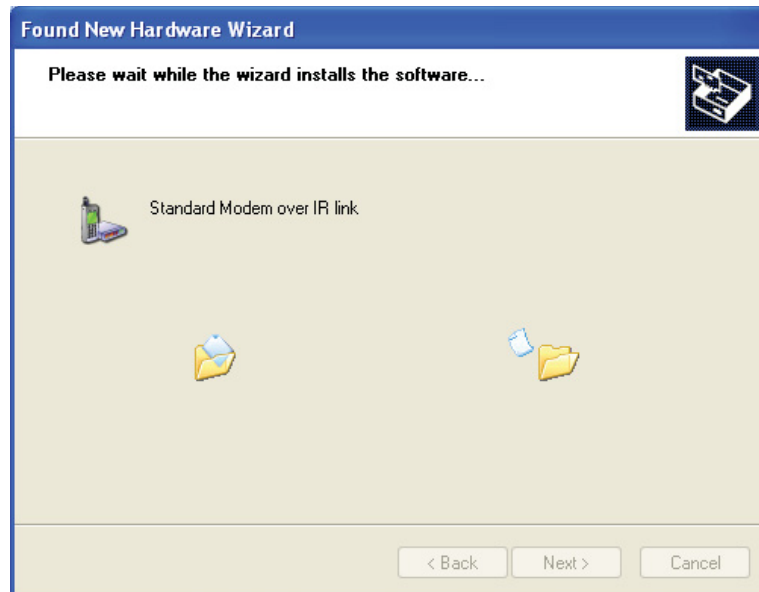 Found New Hardware Wizard
Please wait while the wizard installs the software...
Standard Modem over IR link
< Back
Next >
Cancel